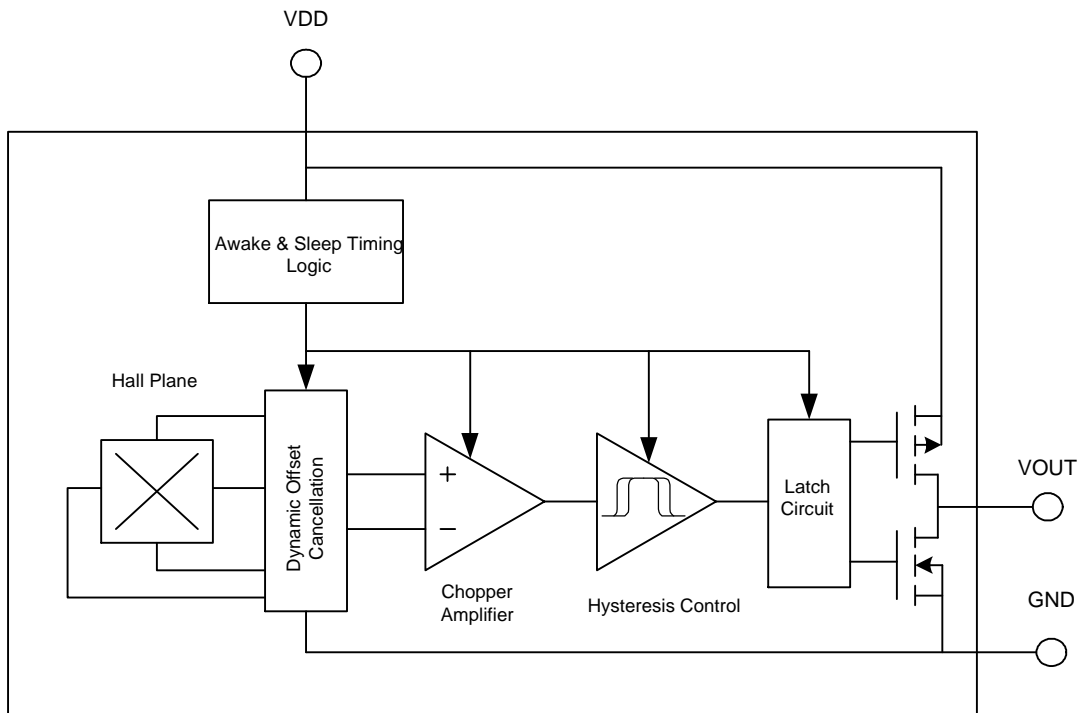 VDD
Awake & Sleep Timing
Logic
Hall Plane
Dynamic Offset
Cancellation
+
−
Chopper
Amplifier
Hysteresis Control
Latch
Circuit
VOUT
GND